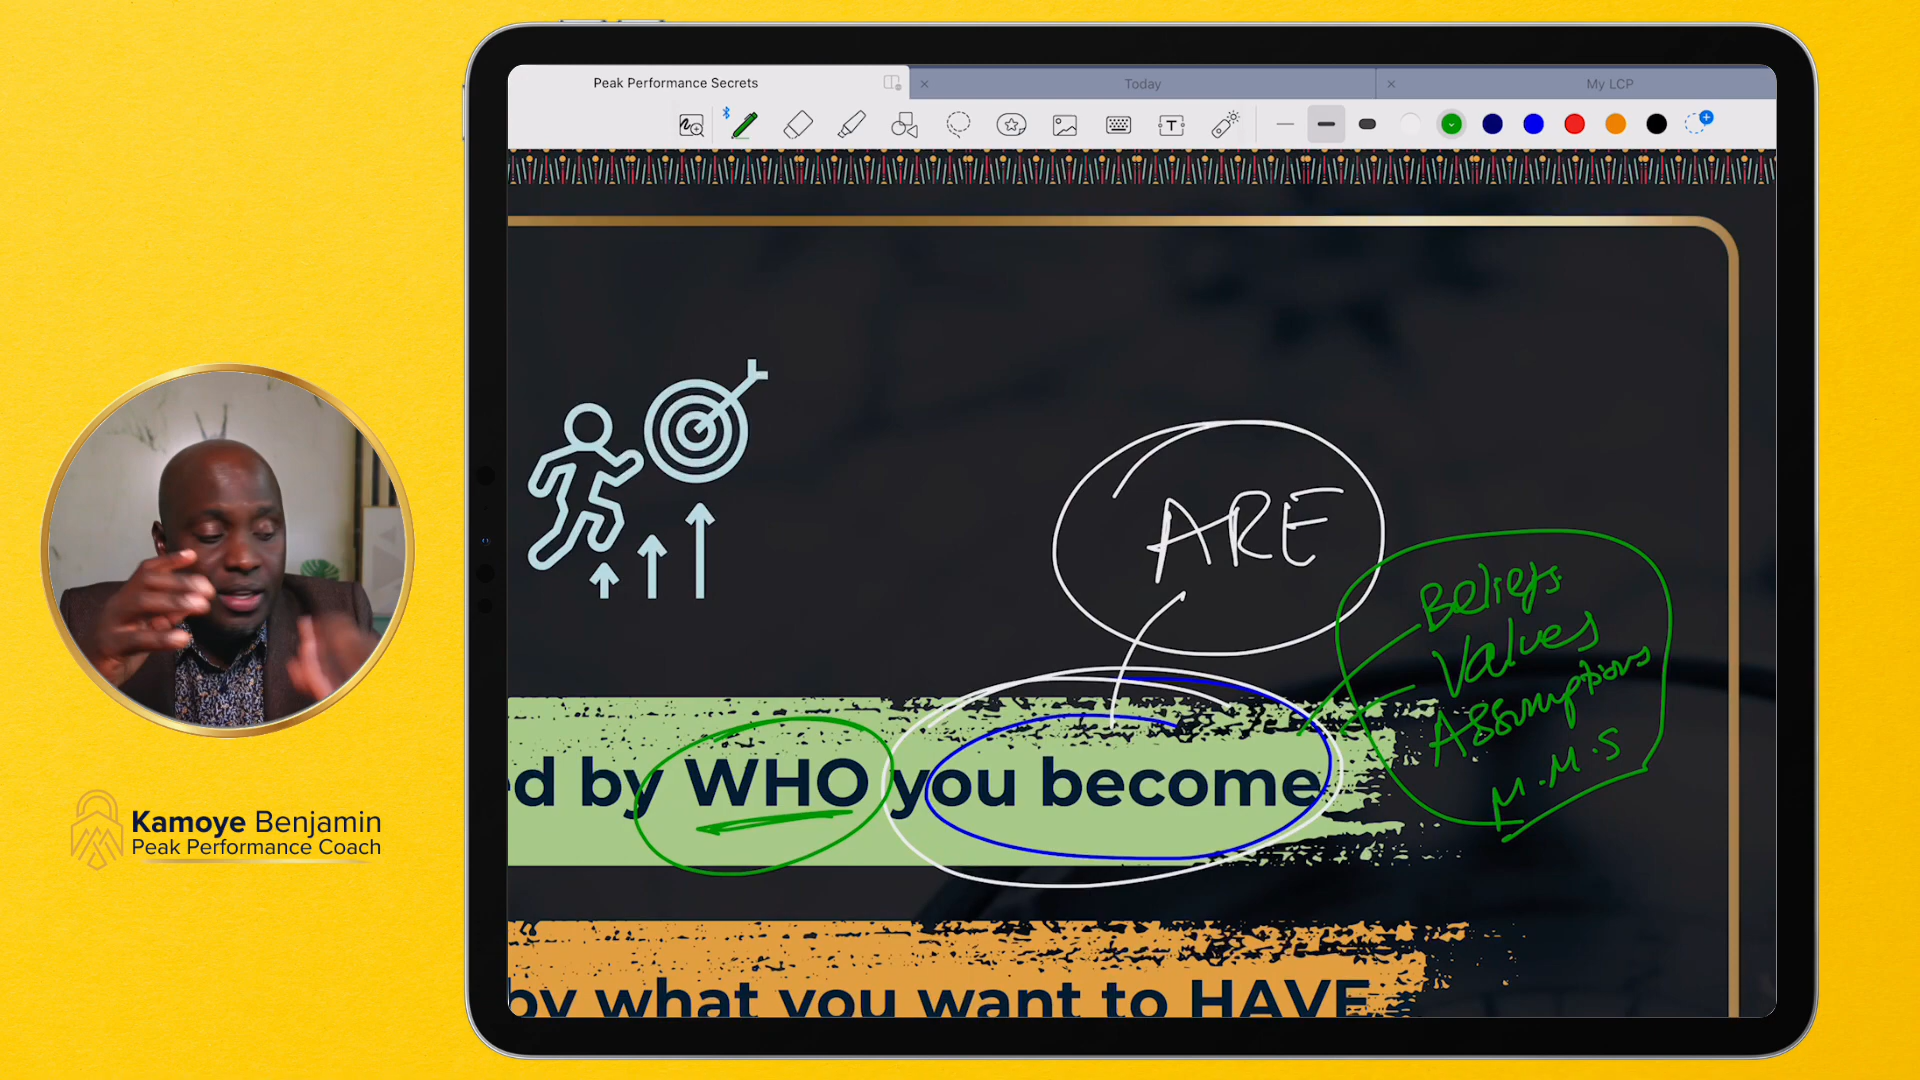 Peak Performance Secrets
Today
My LCP
T
ARE
Beliefs
Values
Assumptions
M.M.S
ed by WHO you become
by what you want to HAVE
Kamoye Benjamin
Peak Performance Coach